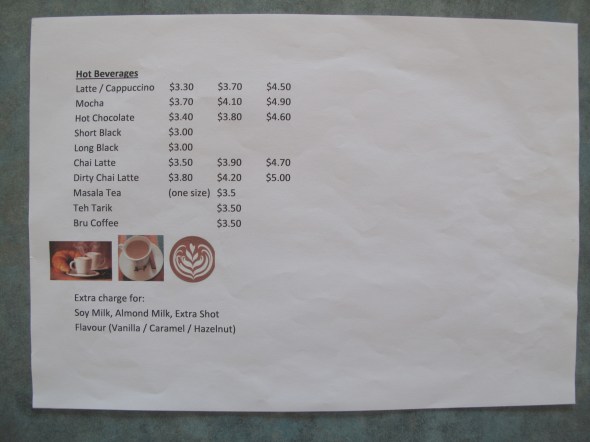 Hot Beverages
Latte / Cappuccino $3.30 $3.70 $4.50
Mocha $3.70 $4.10 $4.90
Hot Chocolate $3.40 $3.80 $4.60
Short Black $3.00
Long Black $3.00
Chai Latte $3.50 $3.90 $4.70
Dirty Chai Latte $3.80 $4.20 $5.00
Masala Tea (one size) $3.5
Teh Tarik $3.50
Bru Coffee $3.50
Extra charge for:
Soy Milk, Almond Milk, Extra Shot
Flavour (Vanilla / Caramel / Hazelnut)